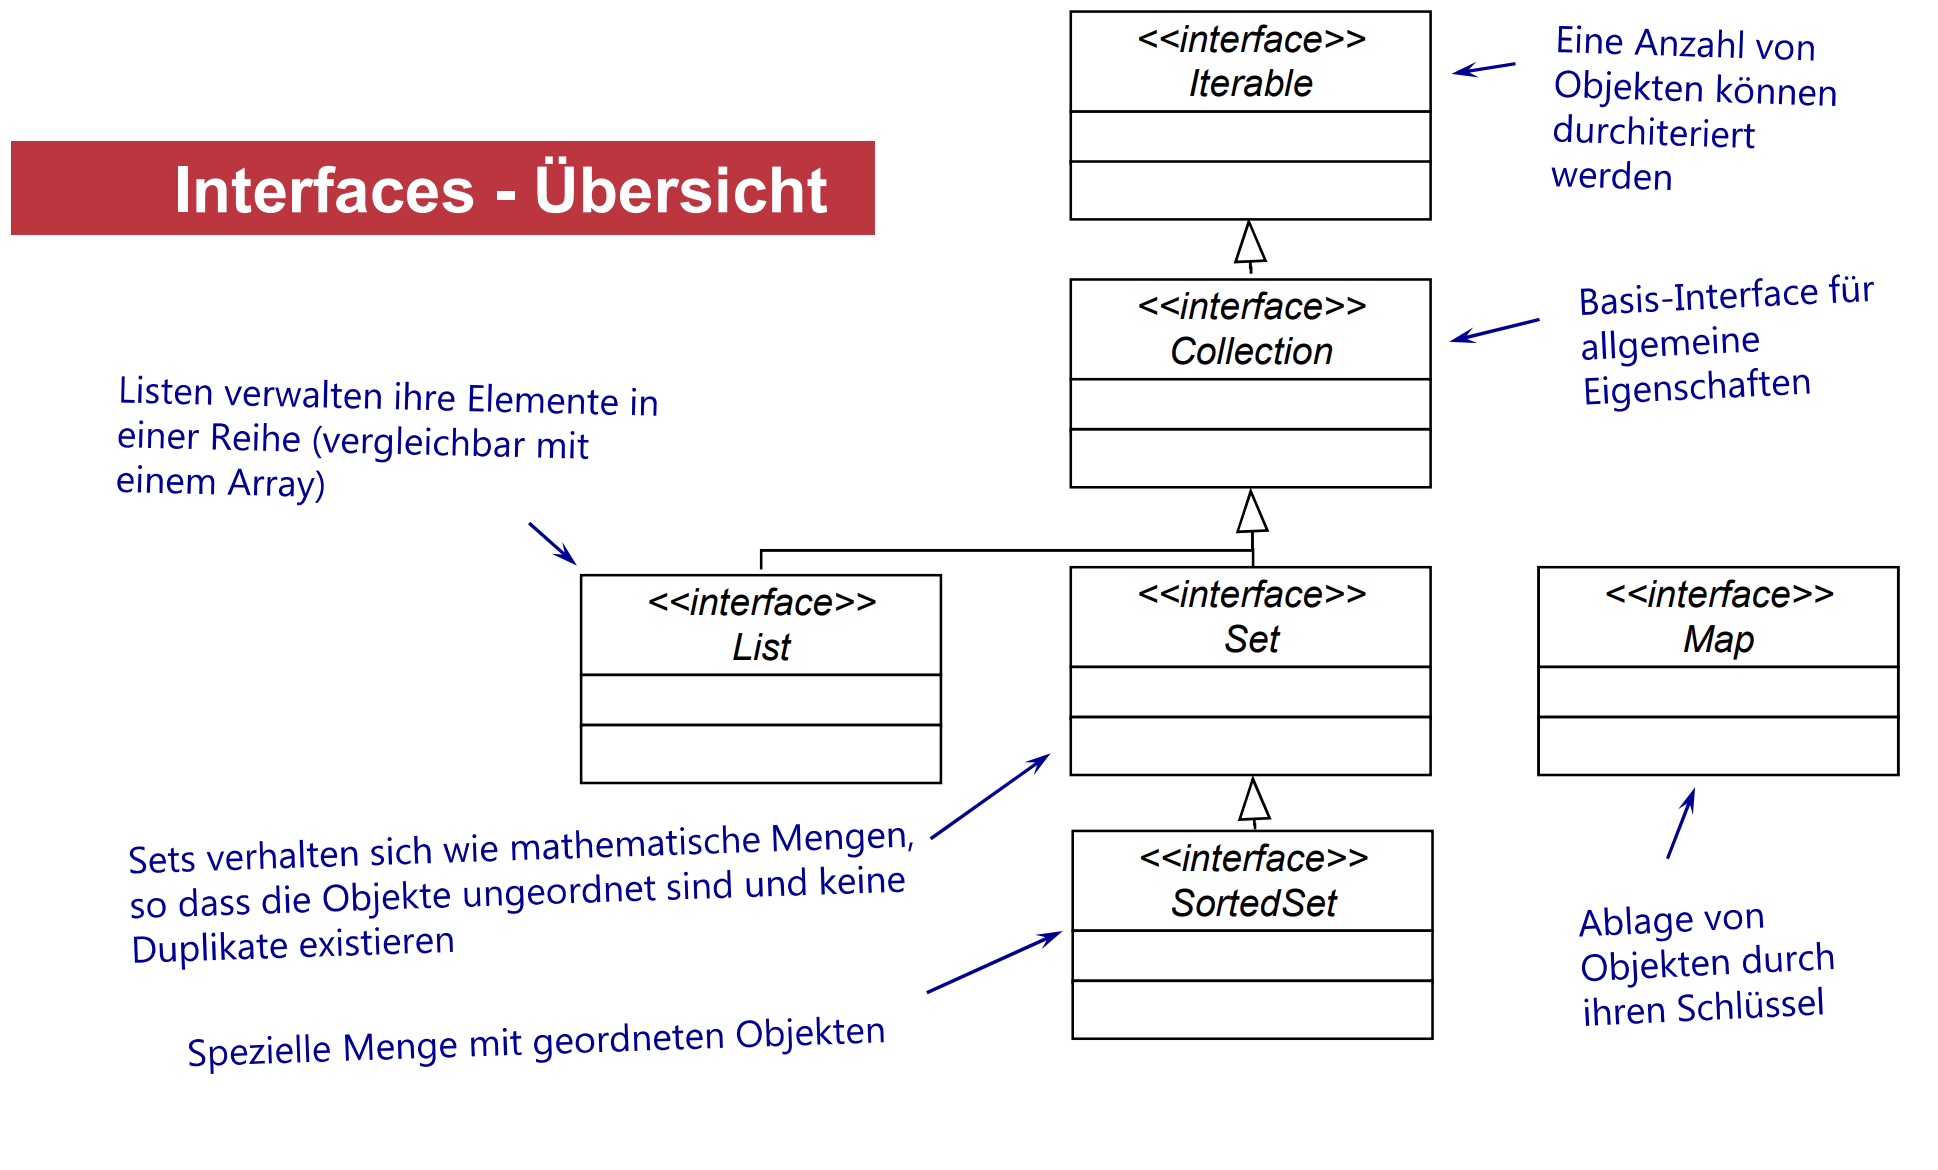 Interfaces - Übersicht
<<interface>>
Iterable
Eine Anzahl von
Objekten können
durchiteriert
werden
<<interface>>
Collection
Basis-Interface für
allgemeine
Eigenschaften
Listen verwalten ihre Elemente in
einer Reihe (vergleichbar mit
einem Array)
<<interface>>
List
<<interface>>
Set
<<interface>>
Map
Sets verhalten sich wie mathematische Mengen,
so dass die Objekte ungeordnet sind und keine
Duplikate existieren
<<interface>>
SortedSet
Spezielle Menge mit geordneten Objekten
Ablage von
Objekten durch
ihren Schlüssel